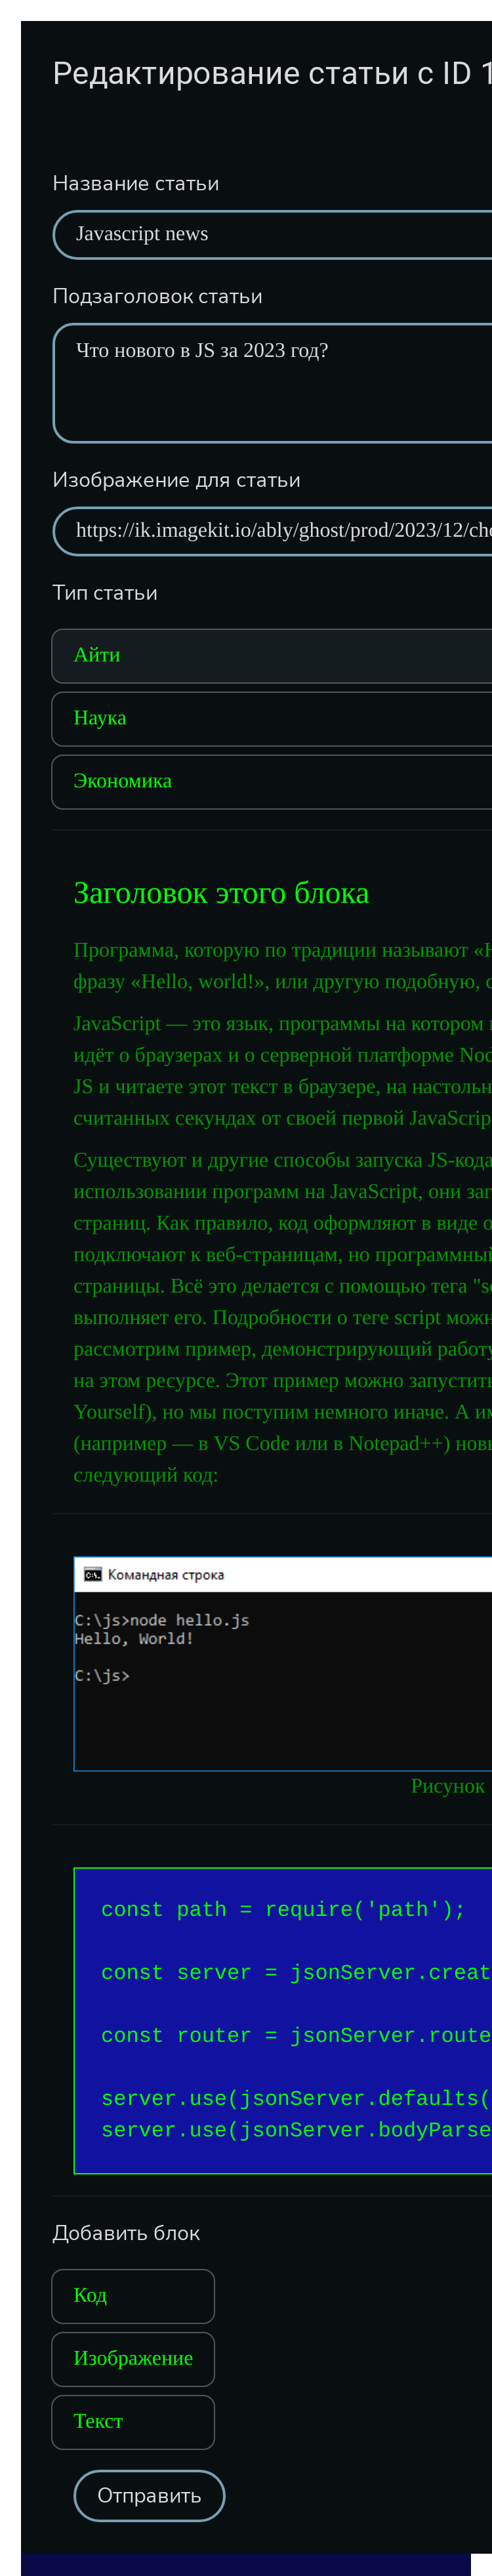 Редактирование статьи с ID 1
Название статьи
Javascript news
Подзаголовок статьи
Что нового в JS за 2023 год?
Изображение для статьи
https://ik.imagekit.io/ably/ghost/prod/2023/12/cho
Тип статьи
Айти
Наука
Экономика
Заголовок этого блока
Программа, которую по традиции называют «H
фразу «Hello, world!», или другую подобную, с
JavaScript — это язык, программы на котором
идёт о браузерах и о серверной платформе Nod
JS и читаете этот текст в браузере, на настольн
считанных секундах от своей первой JavaScrip
Существуют и другие способы запуска JS-кода
использовании программ на JavaScript, они заг
страниц. Как правило, код оформляют в виде о
подключают к веб-страницам, но программный
страницы. Всё это делается с помощью тега "sc
выполняет его. Подробности о теге script можн
рассмотрим пример, демонстрирующий работу
на этом ресурсе. Этот пример можно запустить
Yourself), но мы поступим немного иначе. А им
(например — в VS Code или в Notepad++) новы
следующий код:
Командная строка
C:\js>node hello.js
Hello, World!
C:\js>
Рисунок
const path = require('path');
const server = jsonServer.creat
const router = jsonServer.route
server.use(jsonServer.defaults(
server.use(jsonServer.bodyParse
Добавить блок
Код
Изображение
Текст
Отправить